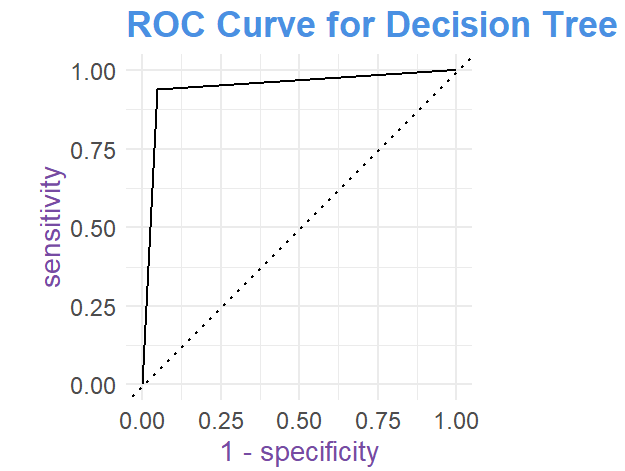 ROC Curve for Decision Tree
1.00
0.75
0.50
0.25
0.00
sensitivity
0.00 0.25 0.50 0.75 1.00
1 - specificity